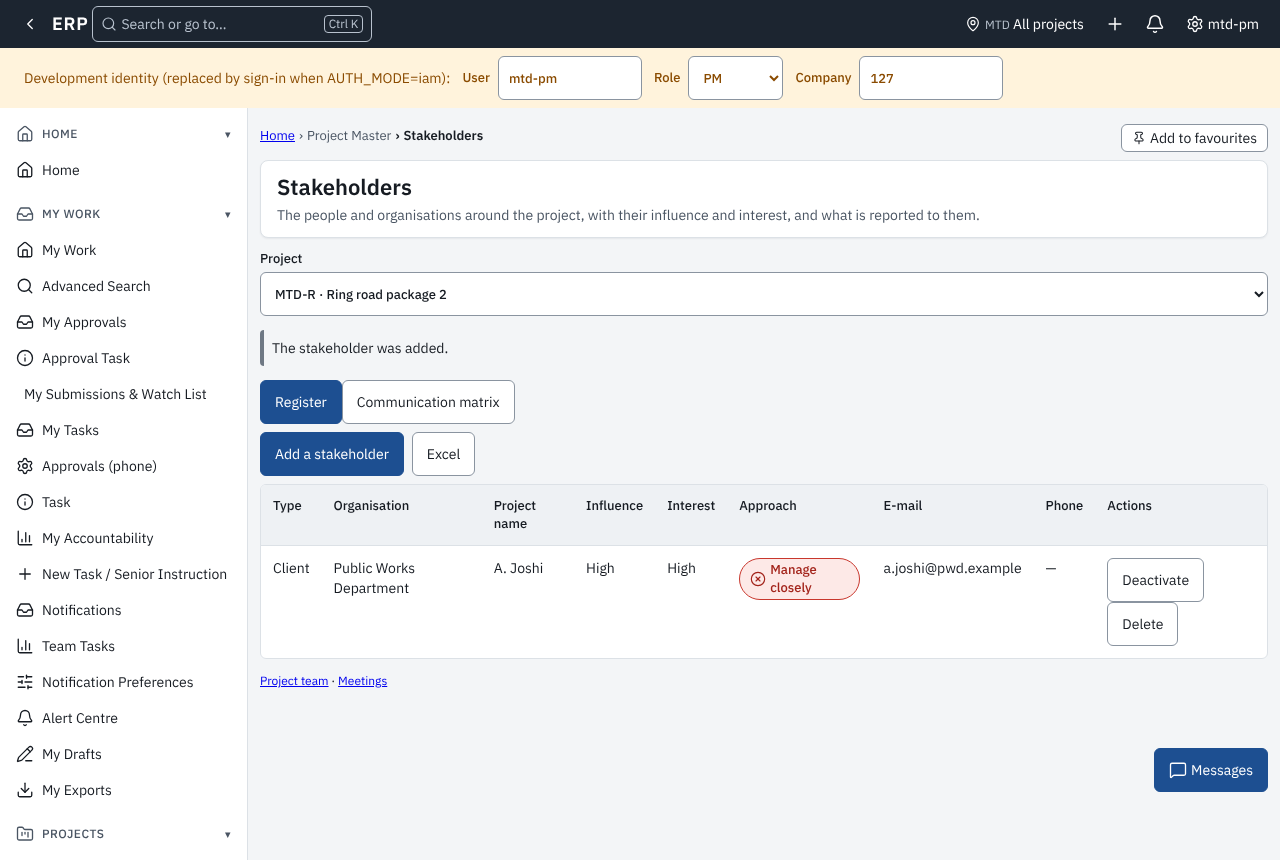 ERP
Search or go to...
Ctrl K
MTD All projects
mtd-pm
Development identity (replaced by sign-in when AUTH_MODE=iam):
User
mtd-pm
Role
PM
Company
127
HOME
Home
MY WORK
My Work
Advanced Search
My Approvals
Approval Task
My Submissions & Watch List
My Tasks
Approvals (phone)
Task
My Accountability
New Task / Senior Instruction
Notifications
Team Tasks
Notification Preferences
Alert Centre
My Drafts
My Exports
PROJECTS
Home › Project Master › Stakeholders
Add to favourites
Stakeholders
The people and organisations around the project, with their influence and interest, and what is reported to them.
Project
MTD-R · Ring road package 2
The stakeholder was added.
Register
Communication matrix
Add a stakeholder
Excel
Type
Organisation
Project
name
Influence
Interest
Approach
E-mail
Phone
Actions
Client
Public Works
Department
A. Joshi
High
High
Manage
closely
a.joshi@pwd.example
—
Deactivate
Delete
Project team · Meetings
Messages